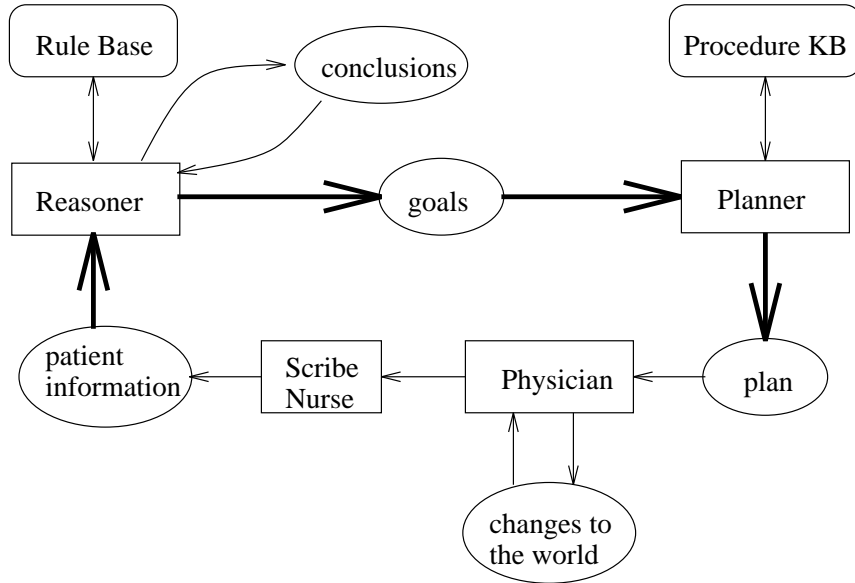 Rule Base
conclusions
Procedure KB
Reasoner
goals
Planner
patient
information
Scribe
Nurse
Physician
plan
changes to
the world